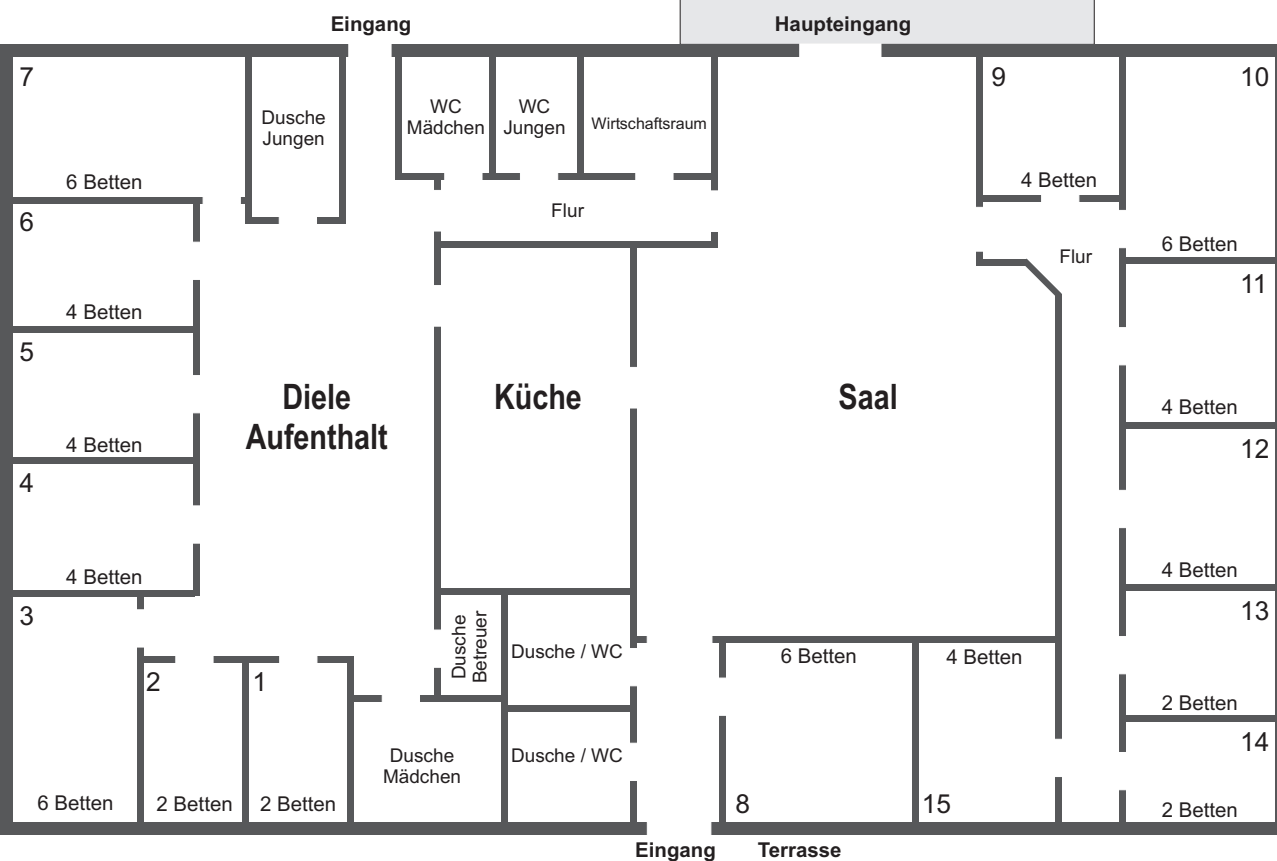 Eingang
Haupteingang
7
Dusche
Jungen
WC
Mädchen
WC
Jungen
Wirtschaftsraum
9
10
6 Betten
4 Betten
6
Flur
6 Betten
Flur
11
4 Betten
5
Diele
Aufenthalt
Küche
Saal
4 Betten
4 Betten
12
4
4 Betten
4 Betten
3
Dusche
Betreuer
Dusche / WC
6 Betten
4 Betten
13
2
1
2 Betten
Dusche
Mädchen
Dusche / WC
14
6 Betten
2 Betten
2 Betten
8
15
2 Betten
Eingang
Terrasse